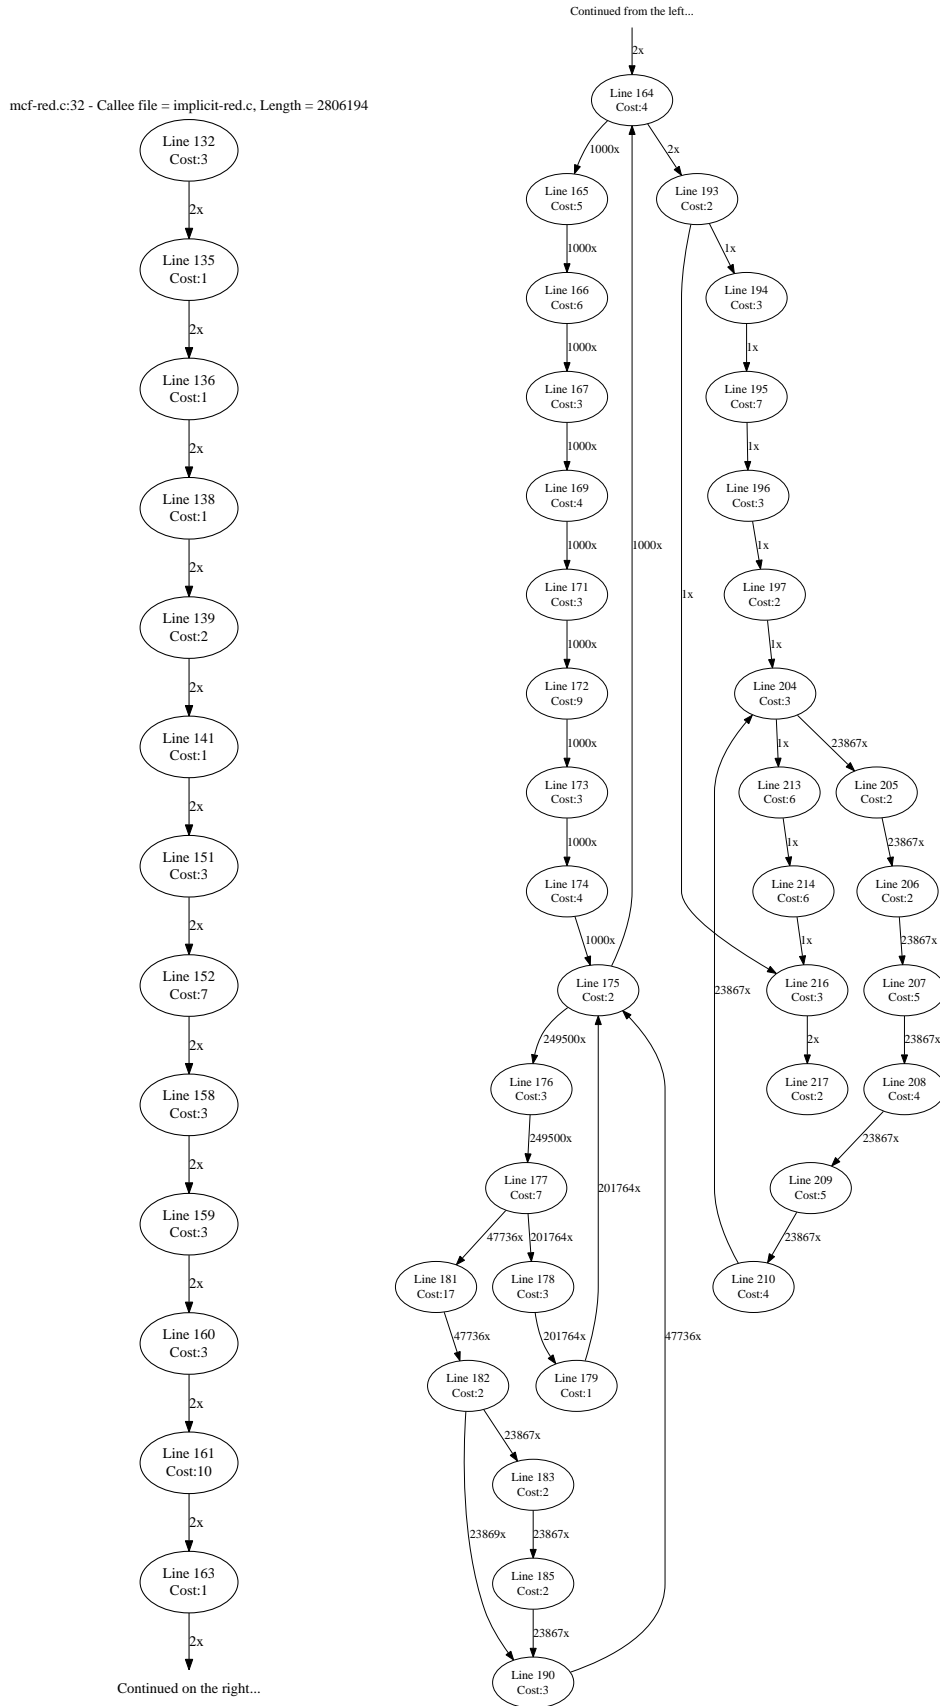 mcf-red.c:32 - Callee file = implicit-red.c, Length = 2806194
Line 132
Cost:3
2x
Line 135
Cost:1
2x
Line 136
Cost:1
2x
Line 138
Cost:1
2x
Line 139
Cost:2
2x
Line 141
Cost:1
2x
Line 151
Cost:3
2x
Line 152
Cost:7
2x
Line 158
Cost:3
2x
Line 159
Cost:3
2x
Line 160
Cost:3
2x
Line 161
Cost:10
2x
Line 163
Cost:1
2x
Continued on the right...
Continued from the left...
2x
Line 164
Cost:4
1000x
2x
Line 165
Cost:5
Line 193
Cost:2
1000x
1x
Line 166
Cost:6
Line 194
Cost:3
1000x
1x
Line 167
Cost:3
Line 195
Cost:7
1000x
1x
Line 169
Cost:4
Line 196
Cost:3
1000x
1000x
1x
Line 171
Cost:3
1x
Line 197
Cost:2
1000x
1x
Line 172
Cost:9
Line 204
Cost:3
1000x
1x
23867x
Line 173
Cost:3
Line 213
Cost:6
Line 205
Cost:2
1000x
1x
23867x
Line 174
Cost:4
Line 214
Cost:6
Line 206
Cost:2
1000x
1x
23867x
Line 175
Cost:2
23867x
Line 216
Cost:3
Line 207
Cost:5
249500x
2x
23867x
Line 176
Cost:3
Line 217
Cost:2
Line 208
Cost:4
249500x
23867x
Line 177
Cost:7
201764x
Line 209
Cost:5
47736x
201764x
23867x
Line 181
Cost:17
Line 178
Cost:3
Line 210
Cost:4
47736x
201764x
47736x
Line 182
Cost:2
Line 179
Cost:1
23867x
Line 183
Cost:2
23869x
23867x
Line 185
Cost:2
23867x
Line 190
Cost:3